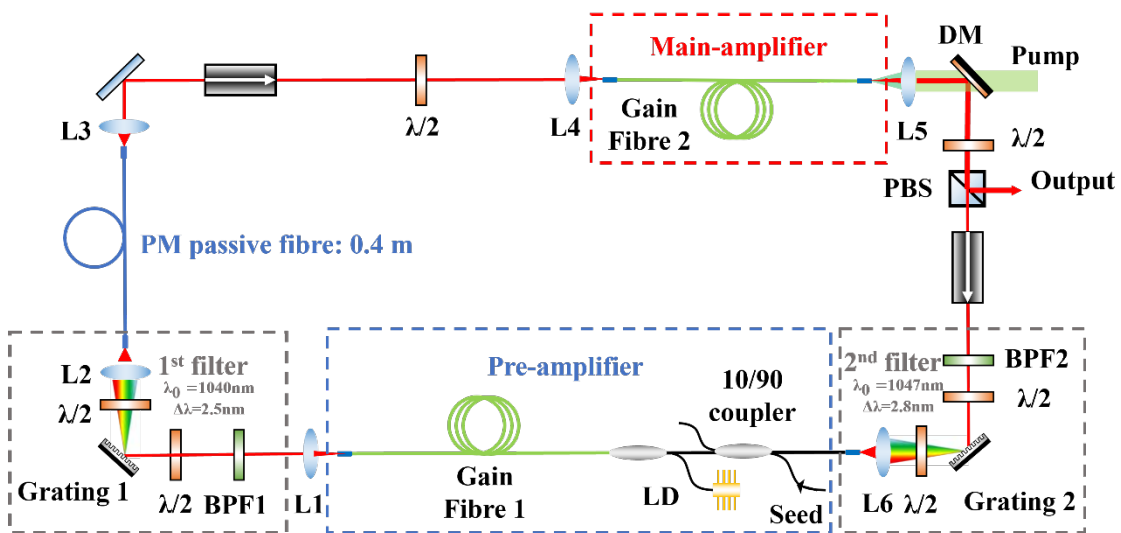 Main-amplifier
DM
Pump
L3
λ/2
L4
Gain
Fibre 2
L5
λ/2
PBS
Output
PM passive fibre: 0.4 m
1st filter
λ0 =1040nm
Δλ=2.5nm
L2
λ/2
Grating 1
λ/2
BPF1
L1
Pre-amplifier
10/90
coupler
Gain
Fibre 1
LD
Seed
2nd filter
λ0 =1047nm
Δλ=2.8nm
BPF2
λ/2
L6
λ/2
Grating 2